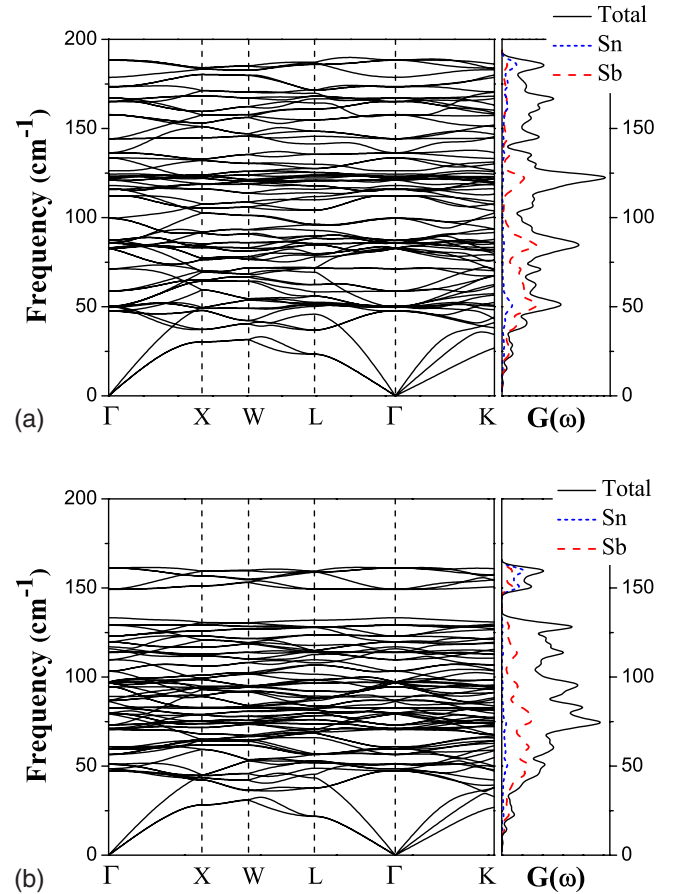 Total
Sn
Sb
200
150
100
50
0
Frequency (cm-1)
150
100
50
0
(a)
Γ X W L Γ K G(ω)
Total
Sn
Sb
200
150
100
50
0
Frequency (cm-1)
150
100
50
0
(b)
Γ X W L Γ K G(ω)